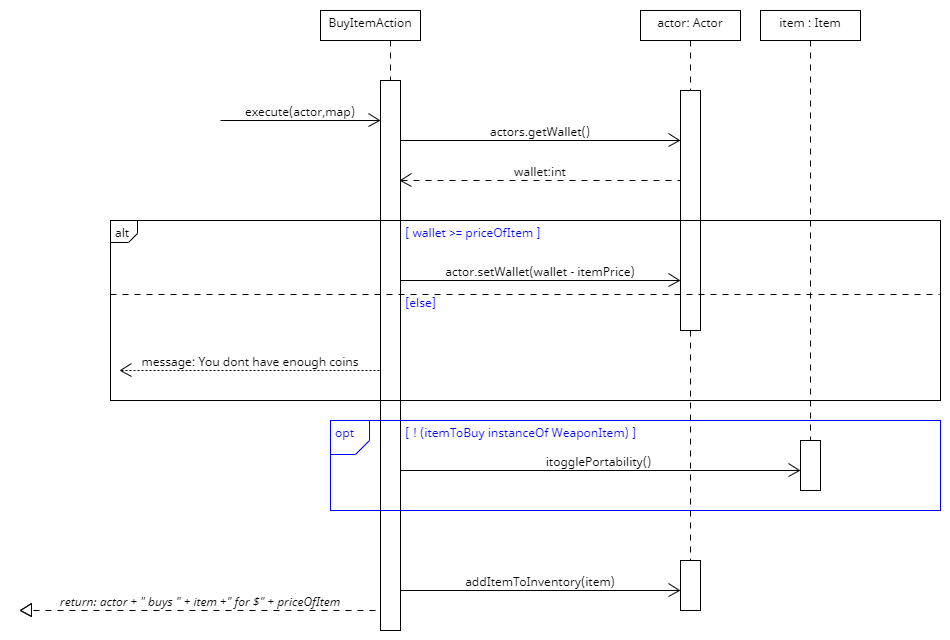 BuyItemAction
actor: Actor
item : Item
execute(actor,map)
actors.getWallet()
wallet:int
alt
[ wallet >= priceOfItem ]
actor.setWallet(wallet - itemPrice)
[else]
message: You dont have enough coins
opt
[ ! (itemToBuy instanceOf WeaponItem) ]
itogglePortability()
addItemToInventory(item)
return: actor + " buys " + item +" for $" + priceOfItem